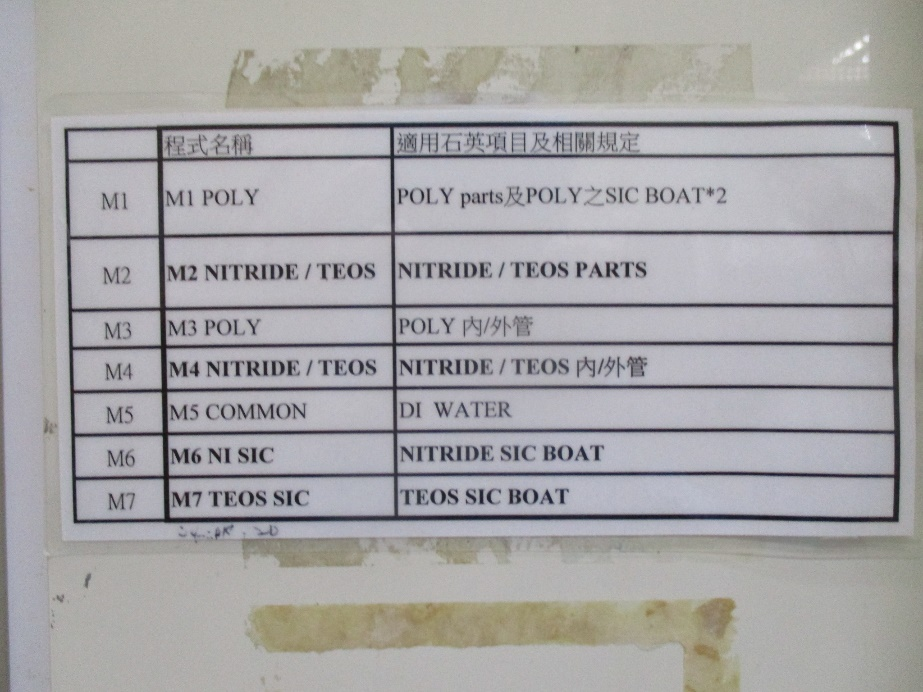 程式名稱 適用石英項目及相關規定
M1 M1 POLY POLY parts及POLY之SIC BOAT*2
M2 M2 NITRIDE / TEOS NITRIDE / TEOS PARTS
M3 M3 POLY POLY 內/外管
M4 M4 NITRIDE / TEOS NITRIDE / TEOS 內/外管
M5 M5 COMMON DI WATER
M6 M6 NI SIC NITRIDE SIC BOAT
M7 M7 TEOS SIC TEOS SIC BOAT